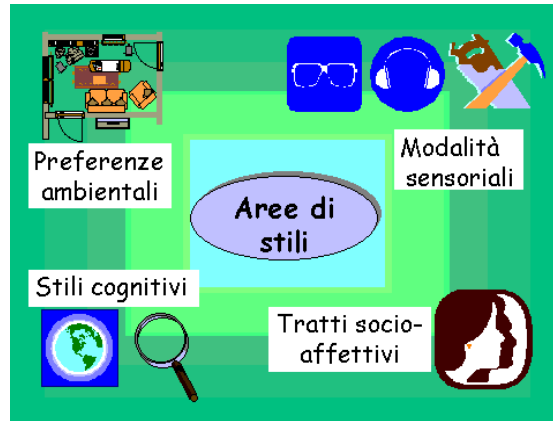 Preferenze
ambientali
Modalità
sensoriali
Aree di
stili
Stili cognitivi
Tratti socio-
affettivi